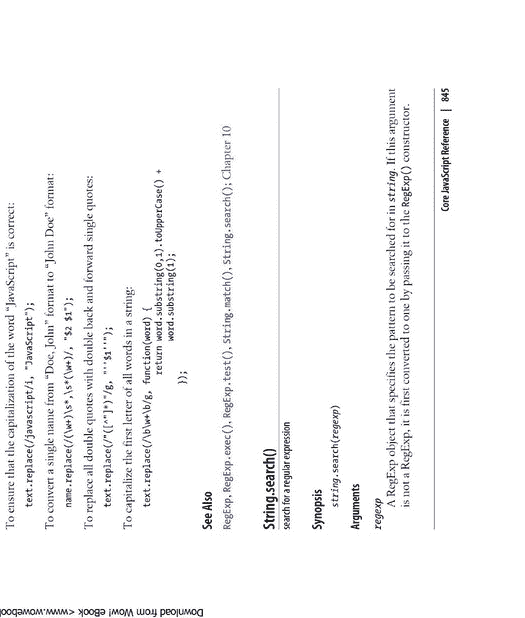 To ensure that the capitalization of the word “JavaScript” is correct:
text.replace(/javascript/i, "JavaScript");
To convert a single name from “Doe, John” format to “John Doe” format:
name.replace(/(\w+)\s*,\s*(\w+)/, "$2 $1");
To replace all double quotes with double back and forward single quotes:
text.replace(/"([^"]*)"/g, "``$1''");
To capitalize the first letter of all words in a string:
text.replace(/\b\w+\b/g, function(word) {
return word.substring(0,1).toUpperCase() +
word.substring(1);
});
See Also
RegExp, RegExp.exec(), RegExp.test(), String.match(), String.search(); Chapter 10
String.search()
search for a regular expression
Synopsis
string.search(regexp)
Arguments
regexp
A RegExp object that specifies the pattern to be searched for in string. If this argument
is not a RegExp, it is first converted to one by passing it to the RegExp() constructor.
Core JavaScript Reference | 845
Download from Wow! eBook <www.wowebook